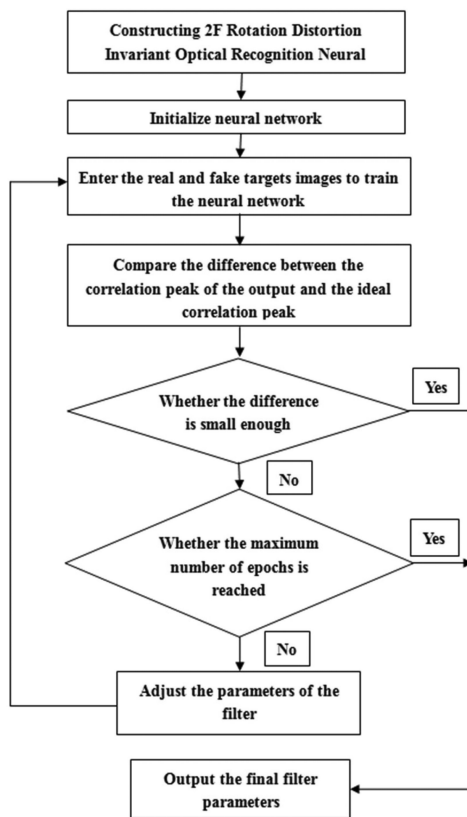 Constructing 2F Rotation Distortion
Invariant Optical Recognition Neural
Initialize neural network
Enter the real and fake targets images to train
the neural network
Compare the difference between the
correlation peak of the output and the ideal
correlation peak
Whether the difference
is small enough
Yes
No
Whether the maximum
number of epochs is
reached
Yes
No
Adjust the parameters of the
filter
Output the final filter
parameters